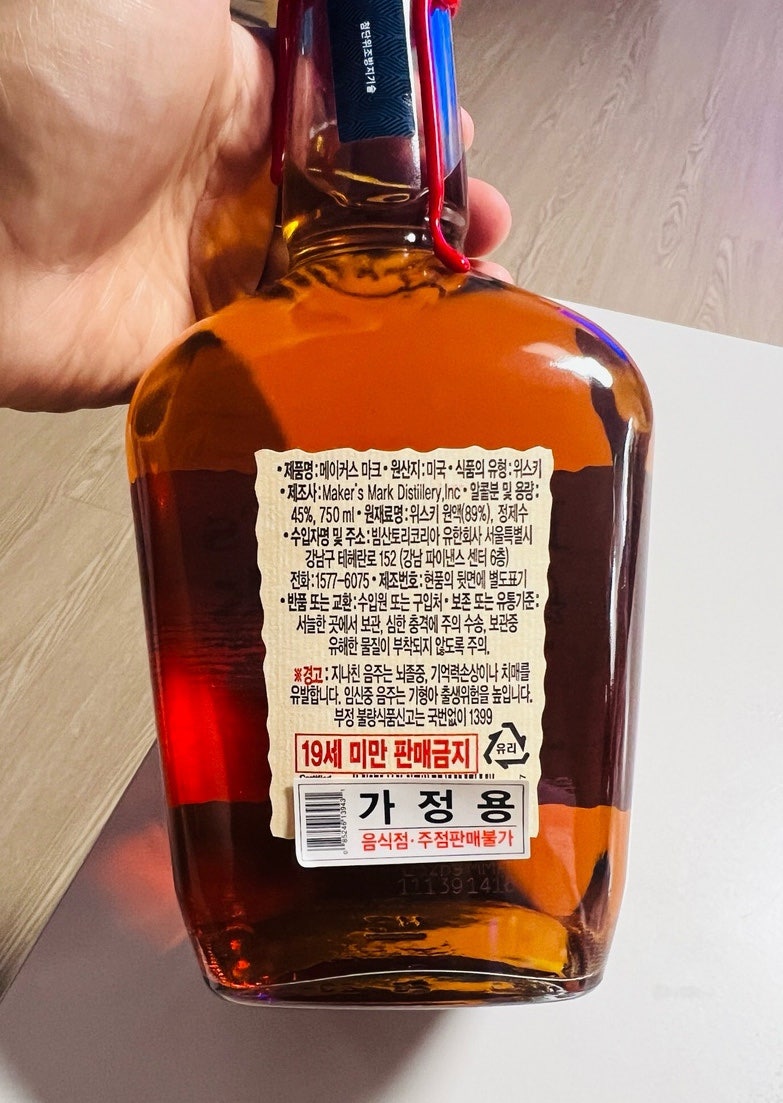 첨단위조방지기술
• 제품명 : 메이커스 마크 • 원산지 : 미국 • 식품의 유형 : 위스키
• 제조사 : Maker's Mark Distillery,Inc • 알콜분 및 용량 :
45%, 750 ml • 원재료명 : 위스키 원액(89%), 정제수
• 수입자명 및 주소 : 빔산토리코리아 유한회사 서울특별시
강남구 테헤란로 152 (강남 파이낸스 센터 6층)
전화 : 1577-6075 • 제조번호 : 현품의 뒷면에 별도표기
• 반품 또는 교환 : 수입원 또는 구입처 • 보존 또는 유통기준 :
서늘한 곳에서 보관, 심한 충격에 주의 수송, 보관중
유해한 물질이 부착되지 않도록 주의.
※경고 : 지나친 음주는 뇌졸중, 기억력손상이나 치매를
유발합니다. 임신중 음주는 기형아 출생위험을 높입니다.
부정 불량식품신고는 국번없이 1399
19세 미만 판매금지
유리
가 정 용
음식점·주점판매불가